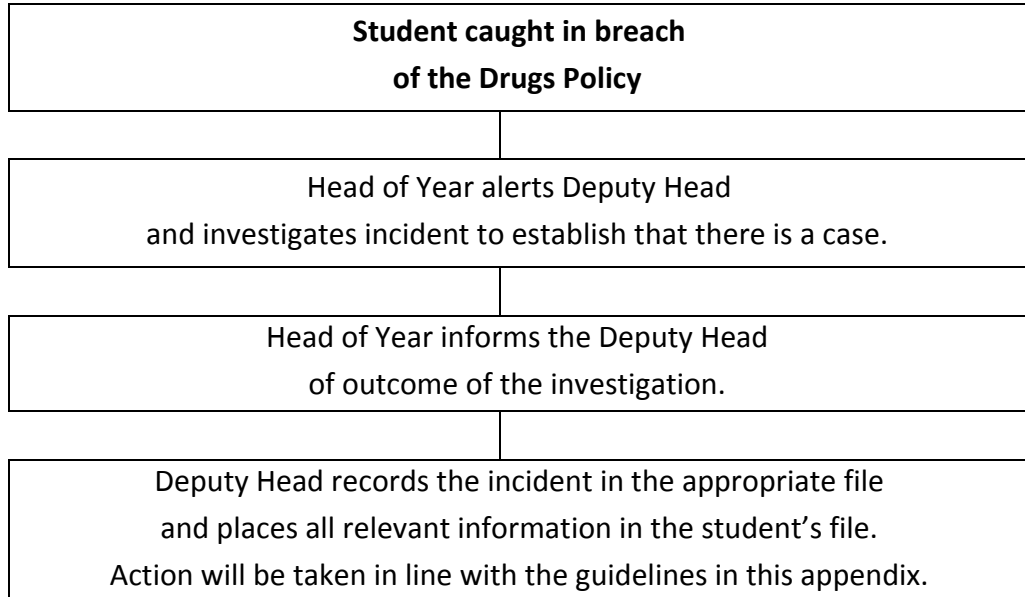 Student caught in breach
of the Drugs Policy
Head of Year alerts Deputy Head
and investigates incident to establish that there is a case.
Head of Year informs the Deputy Head
of outcome of the investigation.
Deputy Head records the incident in the appropriate file
and places all relevant information in the student’s file.
Action will be taken in line with the guidelines in this appendix.